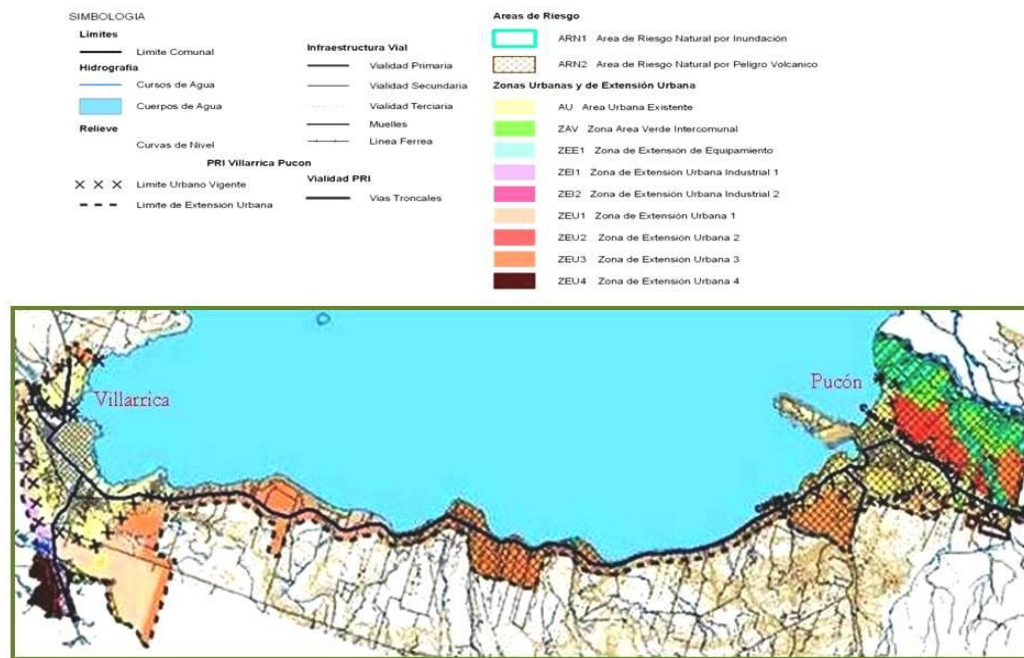 SIMBOLOGIA
Límites
Limite Comunal
Hidrografía
Cursos de Agua
Cuerpos de Agua
Relieve
Curvas de Nivel
PRI Villarrica Pucon
Limite Urbano Vigente
Limite de Extensión Urbana
Infraestructura Vial
Vialidad Primaria
Vialidad Secundaria
Vialidad Terciaria
Muelles
Linea Ferrea
Vialidad PRI
Vias Troncales
Areas de Riesgo
ARN1 Area de Riesgo Natural por Inundación
ARN2 Area de Riesgo Natural por Peligro Volcanico
Zonas Urbanas y de Extensión Urbana
AU Area Urbana Existente
ZAV Zona Area Verde Intercomunal
ZEE1 Zona de Extensión de Equipamiento
ZEI1 Zona de Extensión Urbana Industrial 1
ZEI2 Zona de Extensión Urbana Industrial 2
ZEU1 Zona de Extensión Urbana 1
ZEU2 Zona de Extensión Urbana 2
ZEU3 Zona de Extensión Urbana 3
ZEU4 Zona de Extensión Urbana 4
Villarrica
Pucón